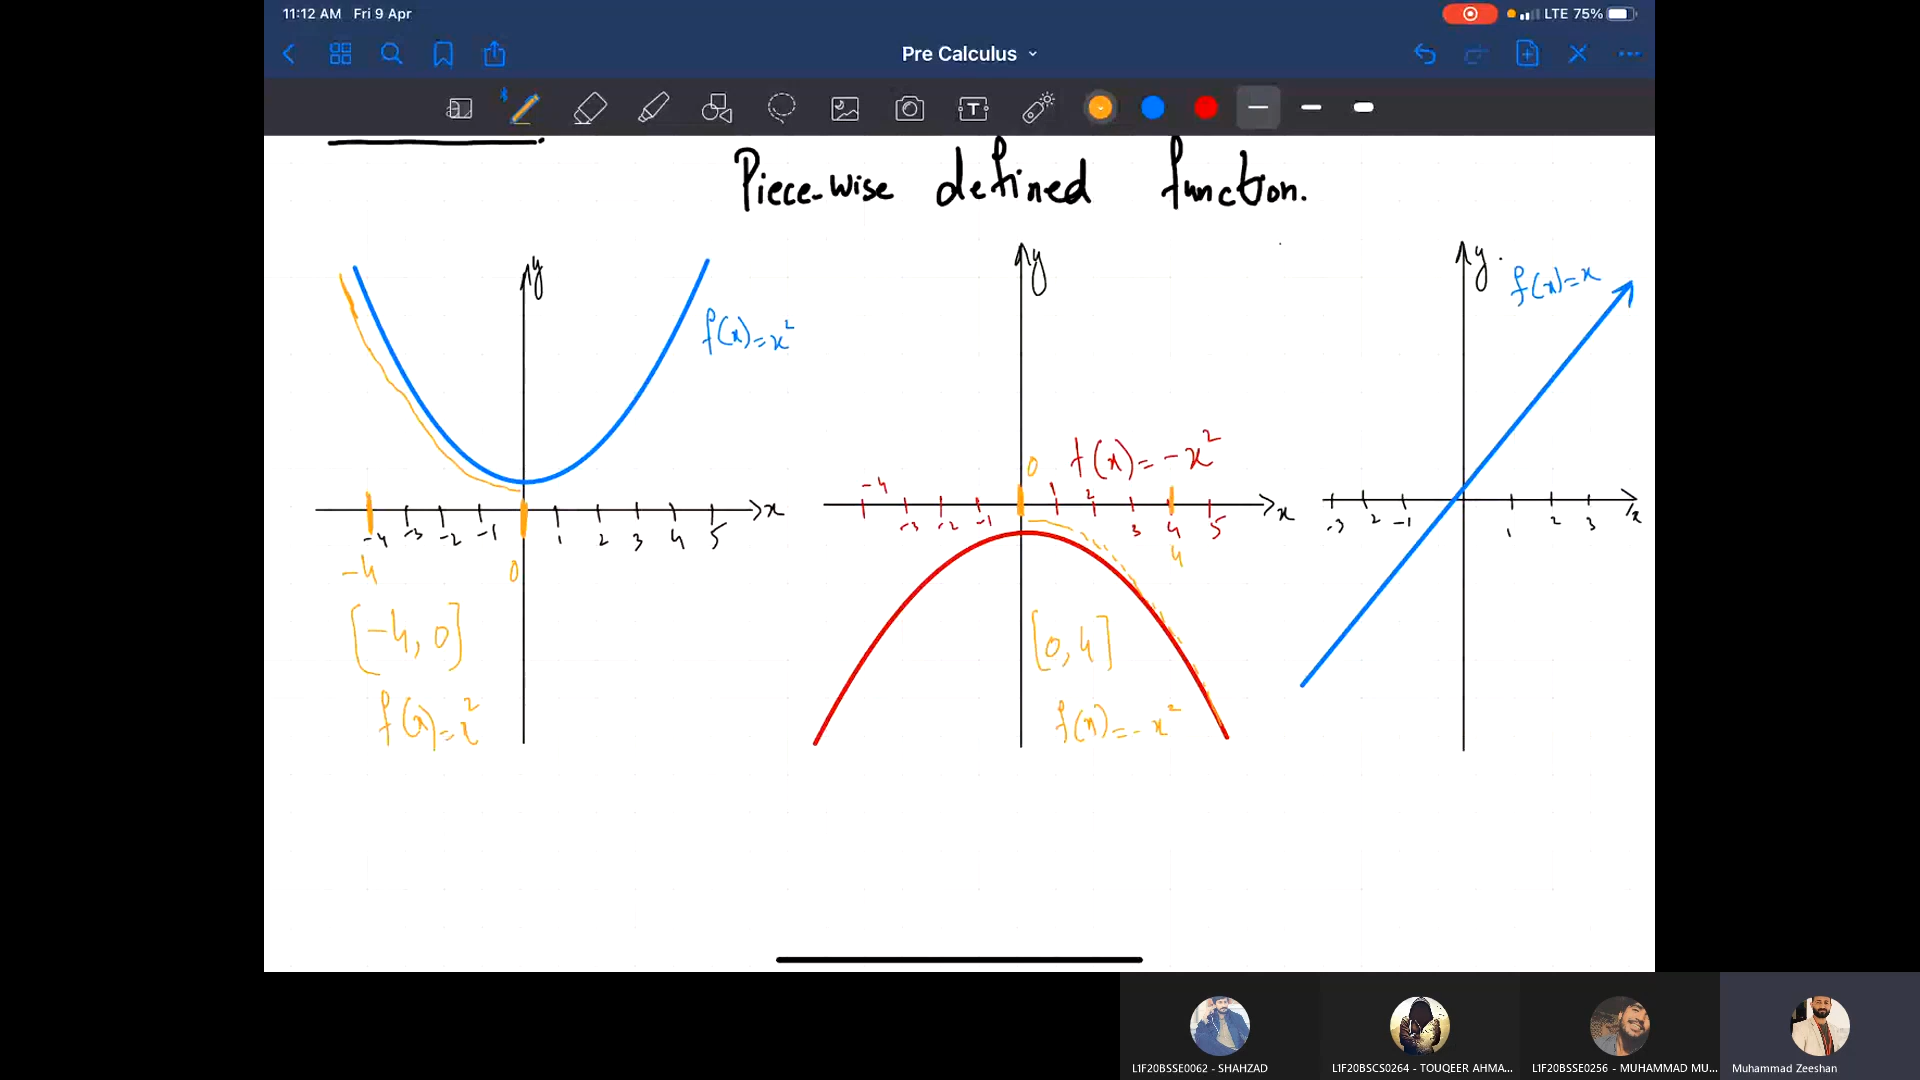 11:12 AM Fri 9 Apr
LTE 75%
Pre Calculus
T
Piece-wise defined function.
y
f(x)=x²
x
-4 -3 -2 -1 1 2 3 4 5
-4 0
[-4, 0]
f(x)=x²
y
0
f(x)=-x²
x
-4 -3 -2 -1 1 2 3 4 5
4
[0, 4]
f(x)=-x²
y.
f(x)=x
x
-3 2 -1 1 2 3
L1F20BSSE0062 - SHAHZAD
L1F20BSCS0264 - TOUQEER AHMA...
L1F20BSSE0256 - MUHAMMAD MU...
Muhammad Zeeshan